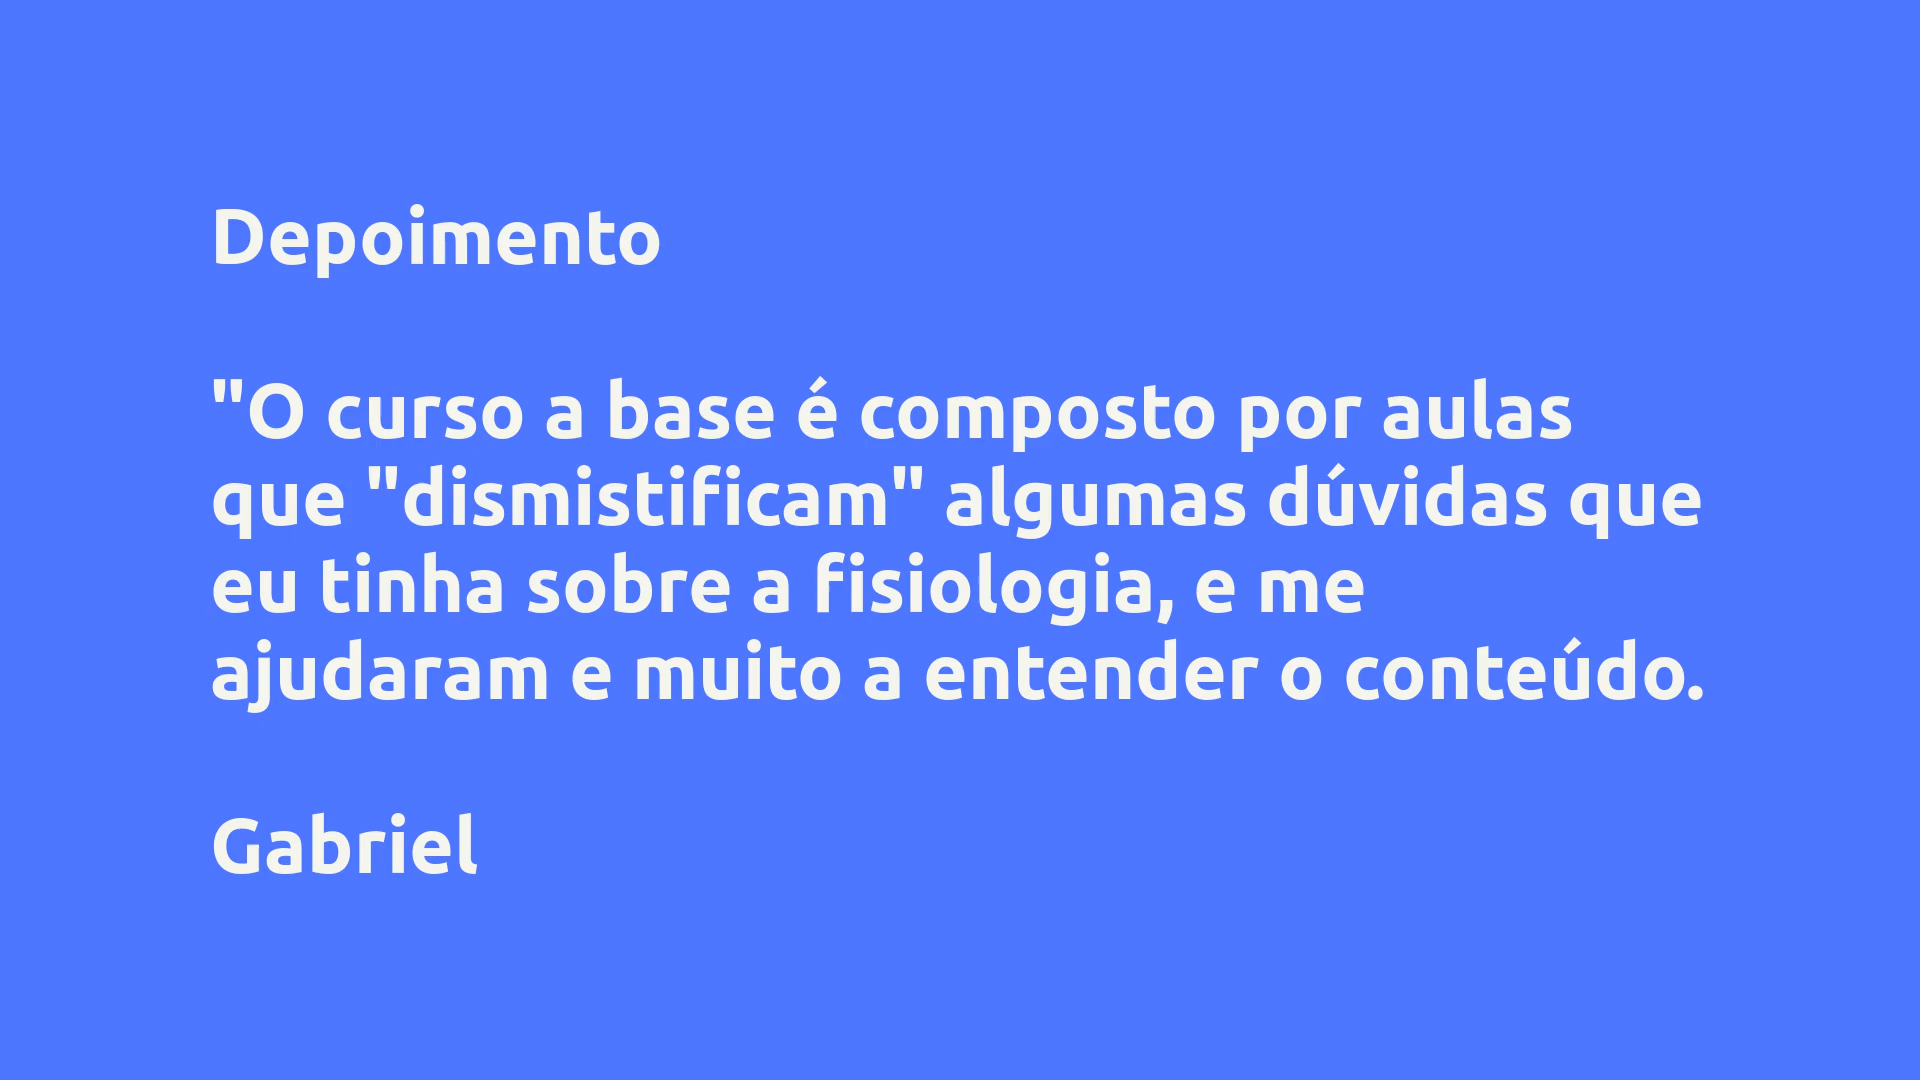 Depoimento
"O curso a base é composto por aulas
que "dismistificam" algumas dúvidas que
eu tinha sobre a fisiologia, e me
ajudaram e muito a entender o conteúdo.
Gabriel